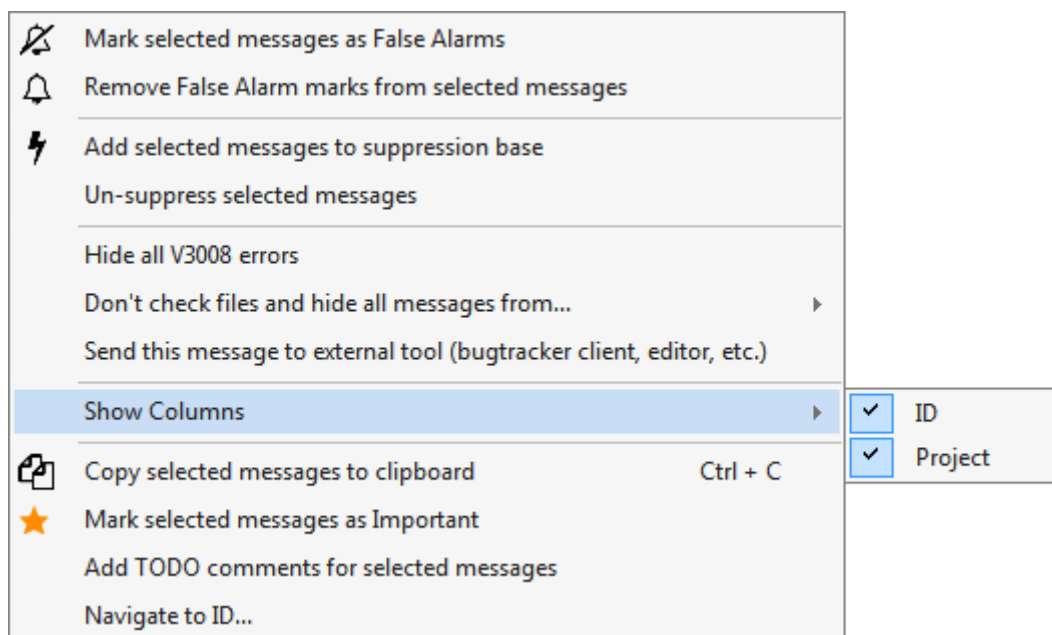 Mark selected messages as False Alarms
Remove False Alarm marks from selected messages
Add selected messages to suppression base
Un-suppress selected messages
Hide all V3008 errors
Don't check files and hide all messages from...
Send this message to external tool (bugtracker client, editor, etc.)
Show Columns
ID
Project
Copy selected messages to clipboard Ctrl + C
Mark selected messages as Important
Add TODO comments for selected messages
Navigate to ID...